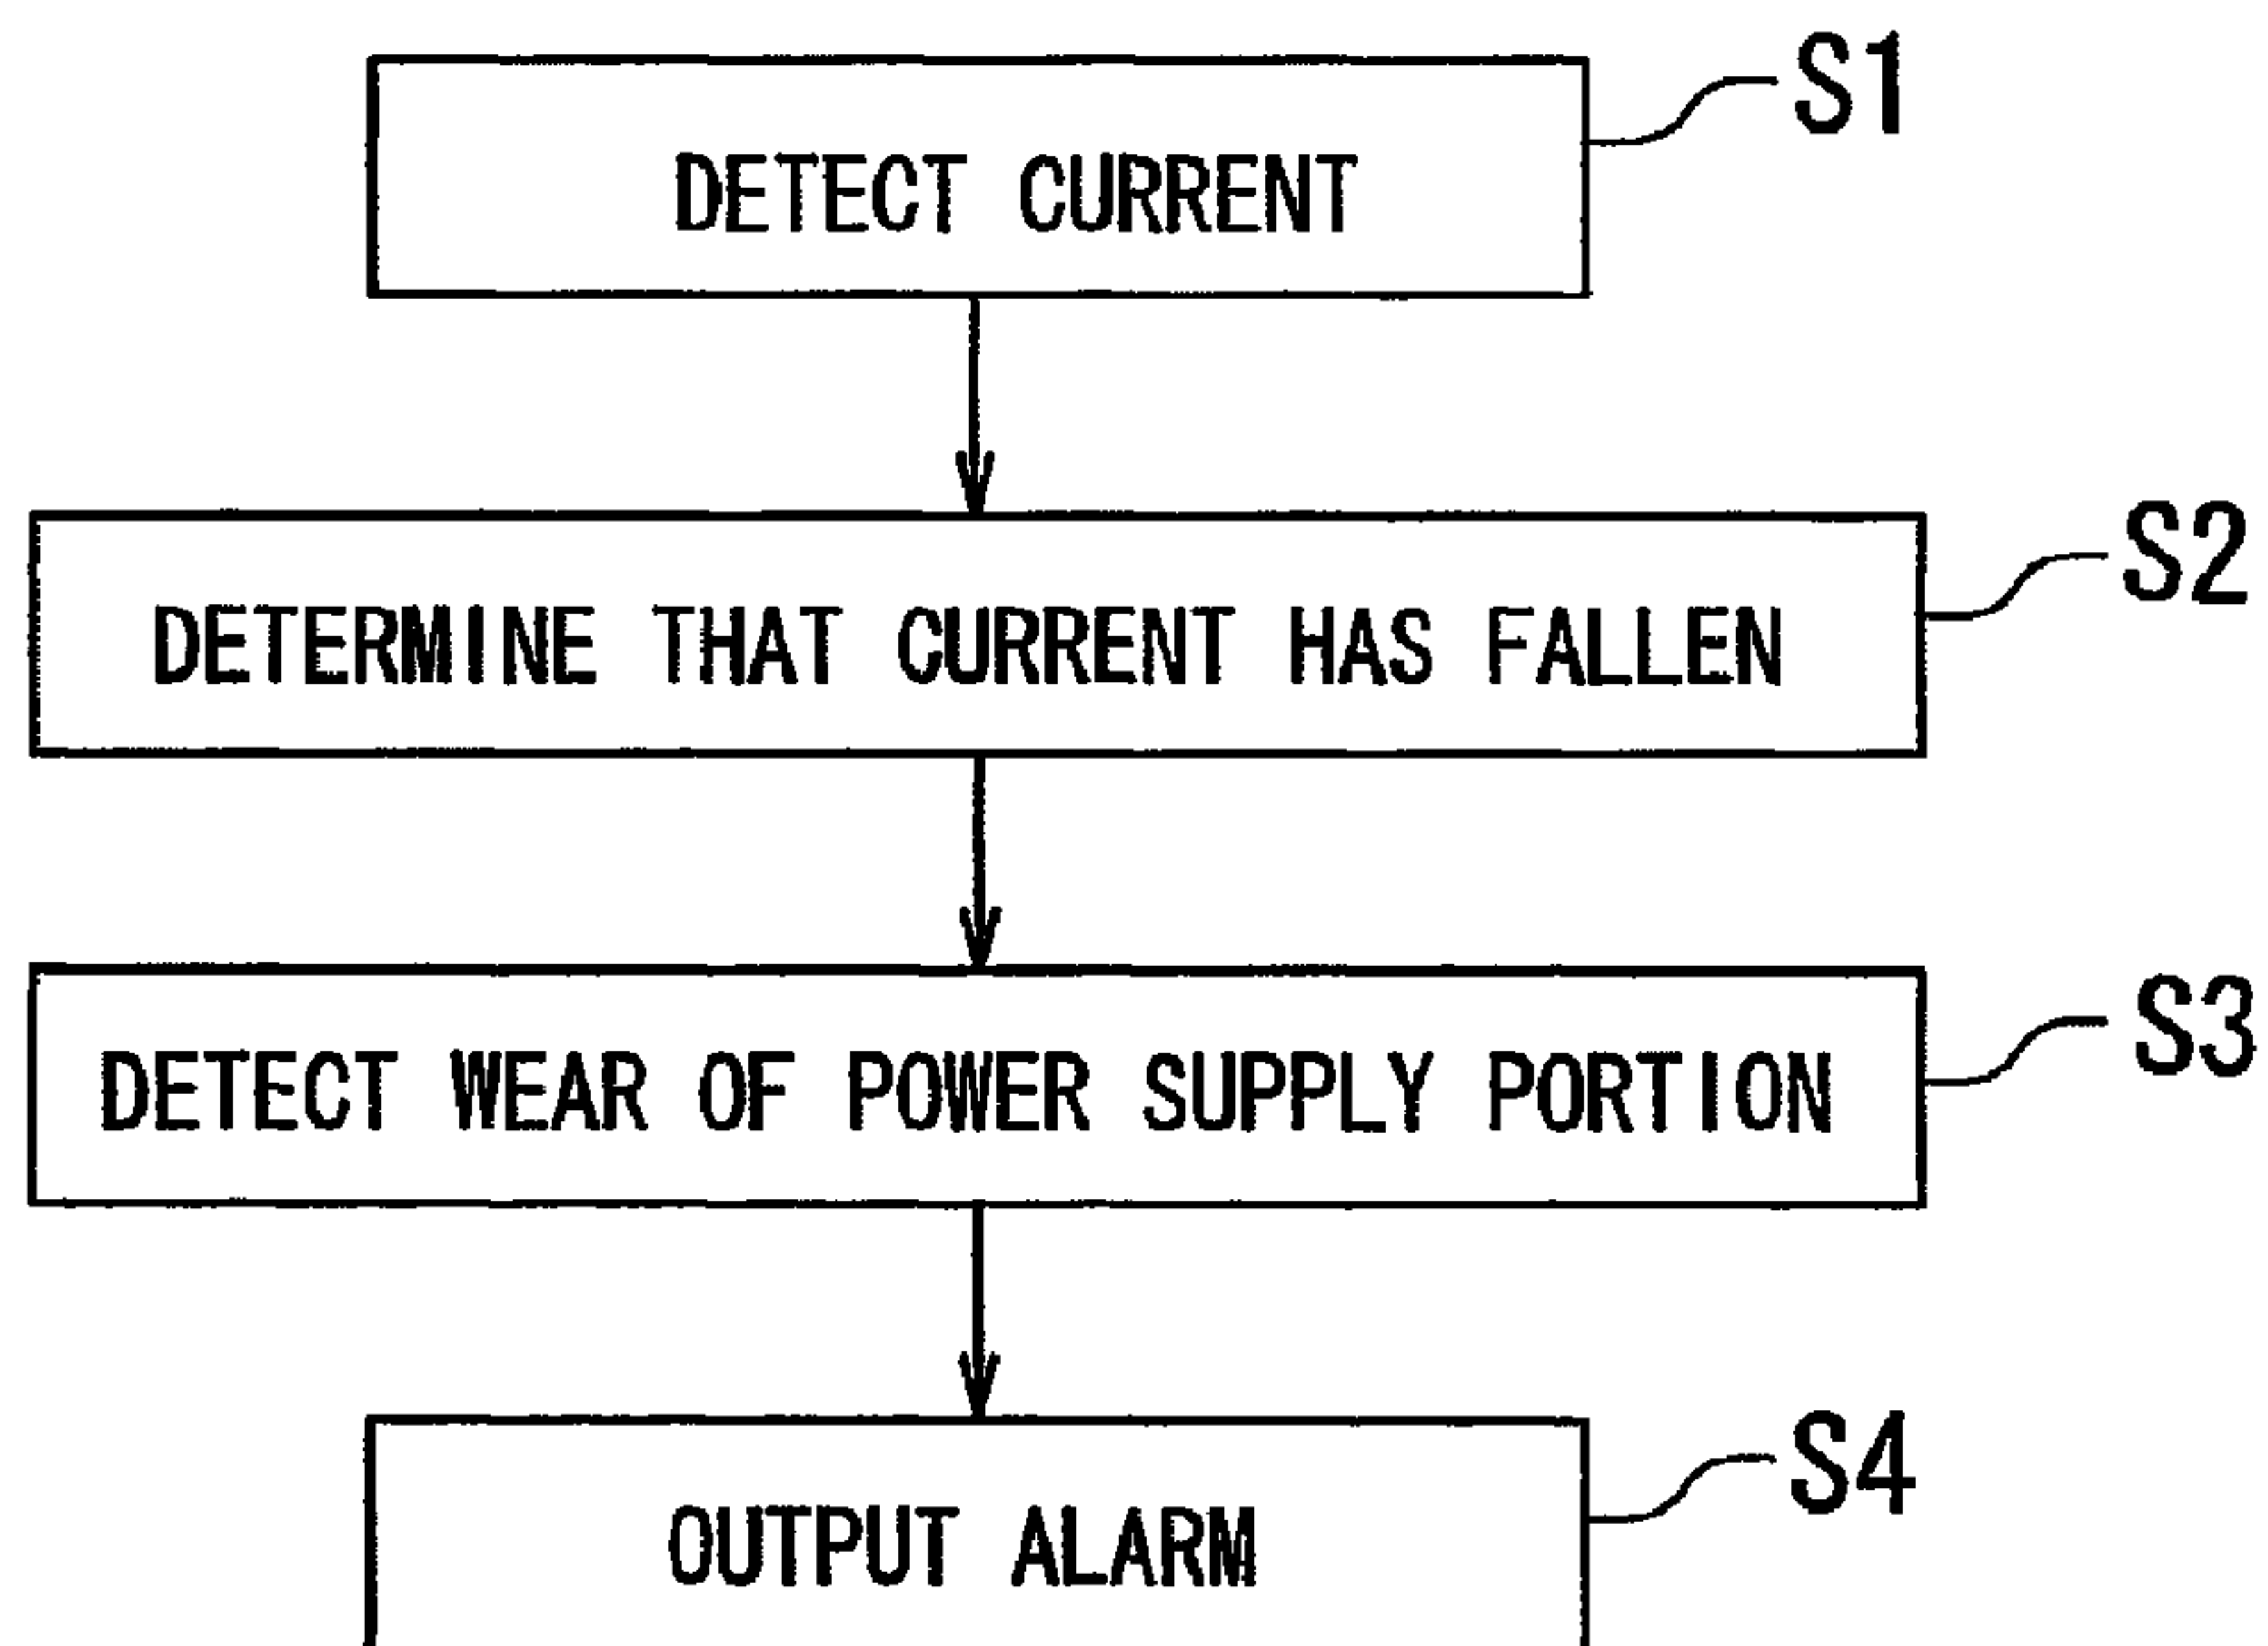 DETECT CURRENT
S1
DETERMINE THAT CURRENT HAS FALLEN
S2
DETECT WEAR OF POWER SUPPLY PORTION
S3
OUTPUT ALARM
S4